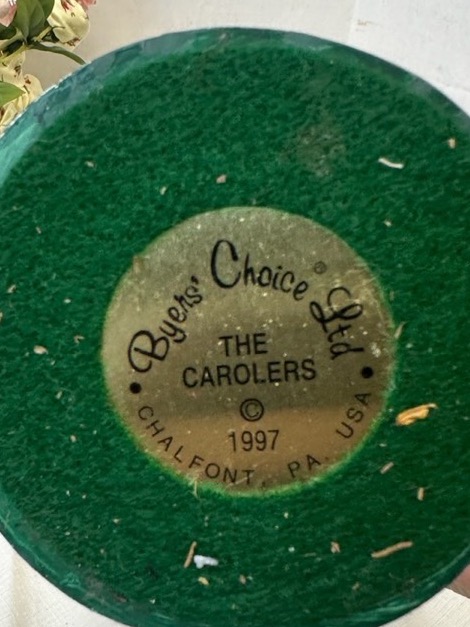 Byers' Choice® Ltd
THE
CAROLERS
©
1997
• CHALFONT, PA. USA •